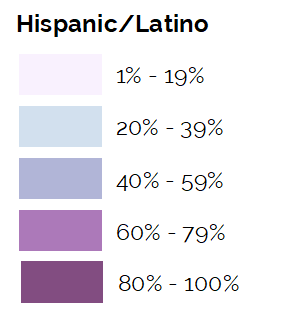 Hispanic/Latino
1% - 19%
20% - 39%
40% - 59%
60% - 79%
80% - 100%